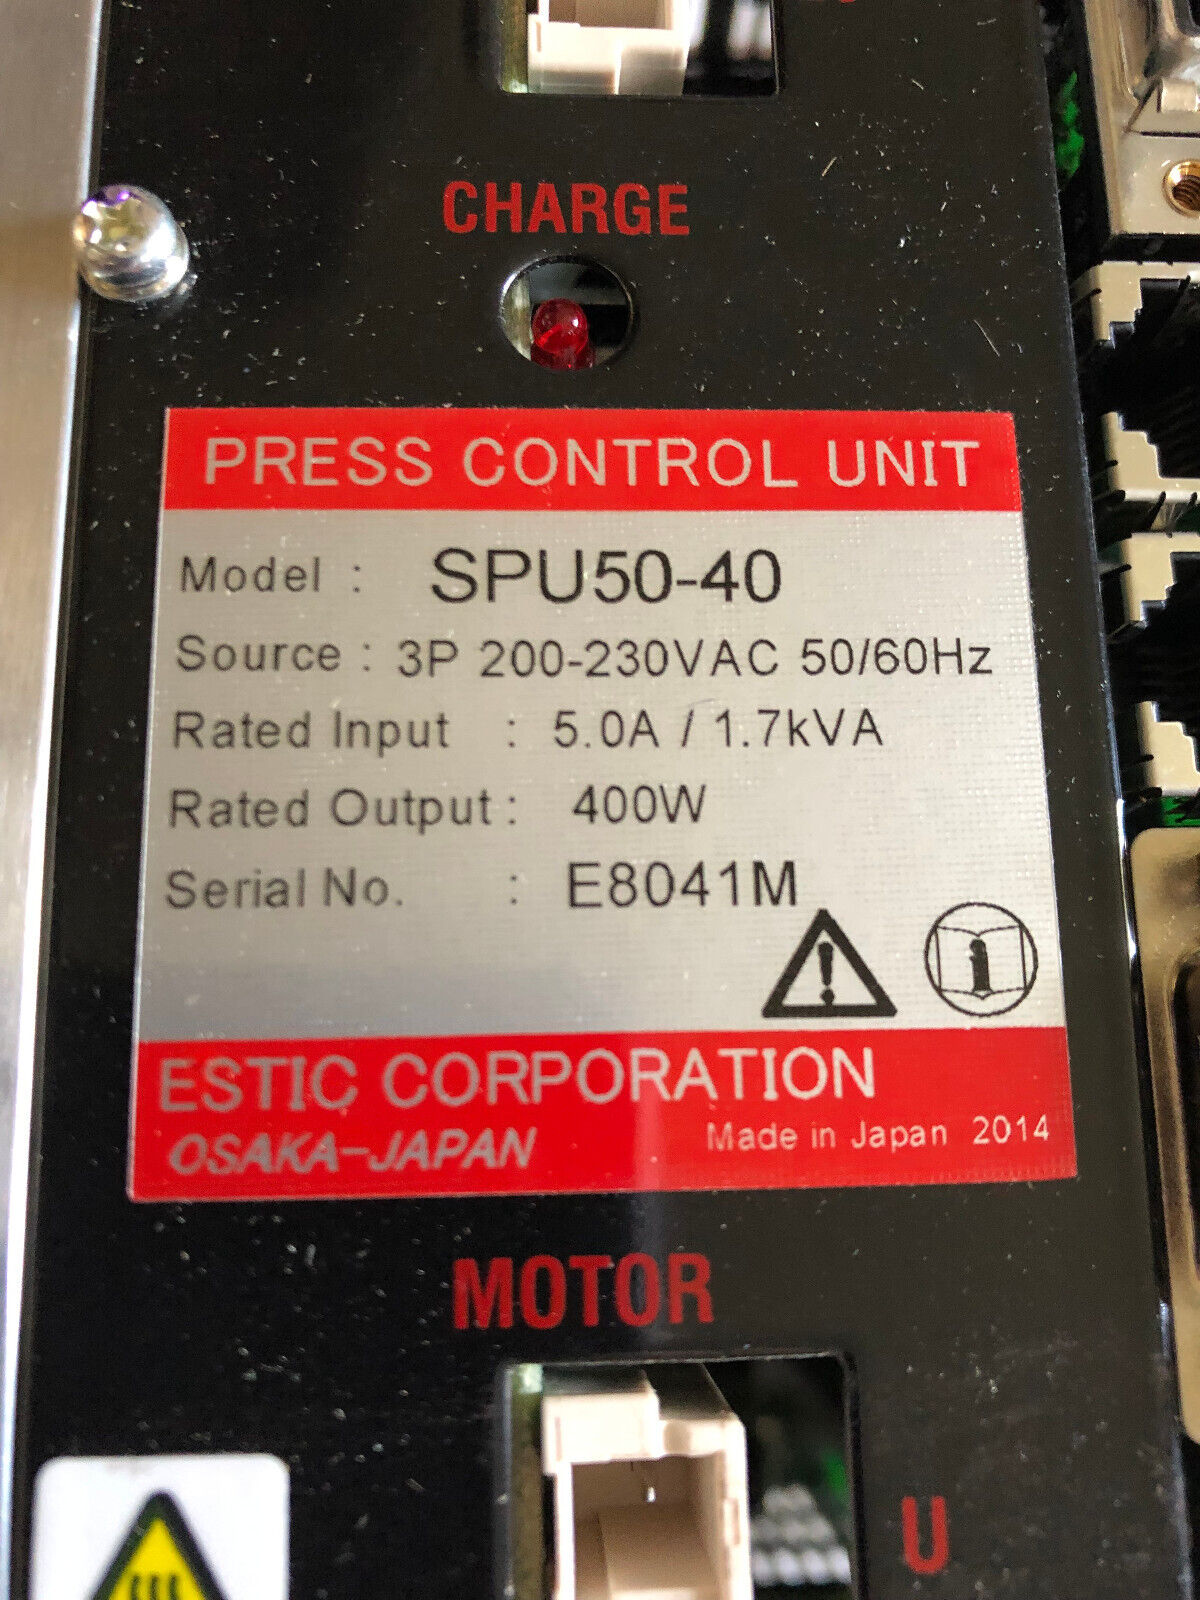 CHARGE
PRESS CONTROL UNIT
Model : SPU50-40
Source : 3P 200-230VAC 50/60Hz
Rated Input : 5.0A / 1.7kVA
Rated Output : 400W
Serial No. : E8041M
ESTIC CORPORATION
OSAKA-JAPAN Made in Japan 2014
MOTOR
U